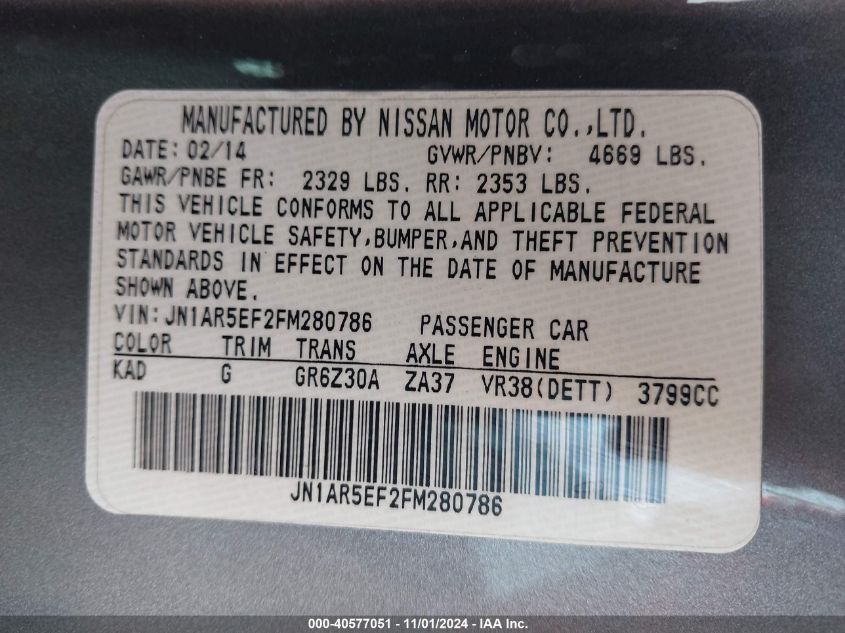 MANUFACTURED BY NISSAN MOTOR CO.,LTD.
DATE: 02/14 GVWR/PNBV: 4669 LBS.
GAWR/PNBE FR: 2329 LBS. RR: 2353 LBS.
THIS VEHICLE CONFORMS TO ALL APPLICABLE FEDERAL
MOTOR VEHICLE SAFETY,BUMPER,AND THEFT PREVENTION
STANDARDS IN EFFECT ON THE DATE OF MANUFACTURE
SHOWN ABOVE.
VIN: JN1AR5EF2FM280786 PASSENGER CAR
COLOR TRIM TRANS AXLE ENGINE
KAD G GR6Z30A ZA37 VR38(DETT) 3799CC
JN1AR5EF2FM280786
000-40577051 - 11/01/2024 - IAA Inc.